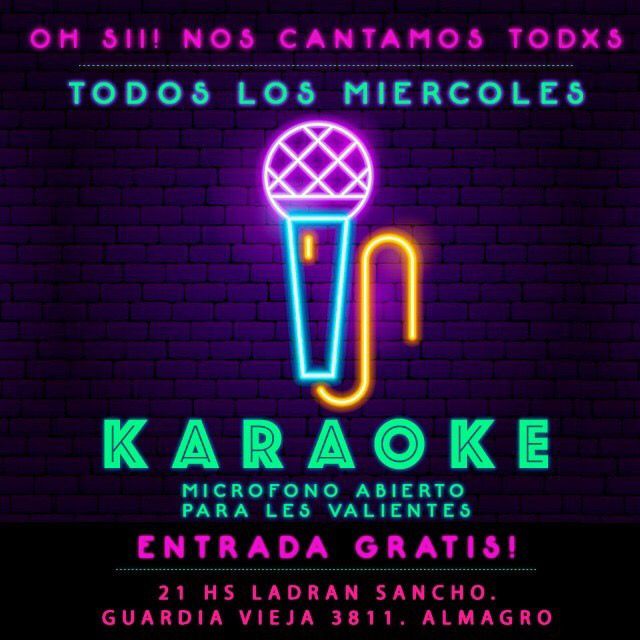 OH SII! NOS CANTAMOS TODXS
TODOS LOS MIERCOLES
KARAOKE
MICROFONO ABIERTO
PARA LES VALIENTES
ENTRADA GRATIS!
21 HS LADRAN SANCHO.
GUARDIA VIEJA 3811. ALMAGRO